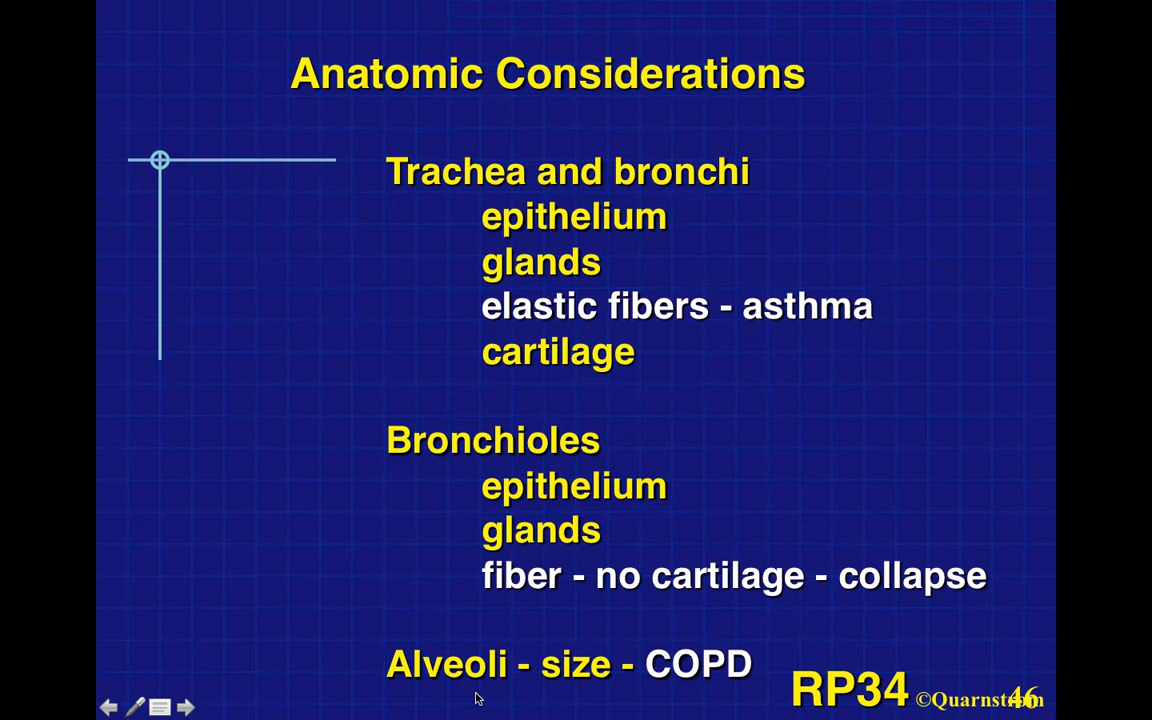 Anatomic Considerations
Trachea and bronchi
epithelium
glands
elastic fibers - asthma
cartilage
Bronchioles
epithelium
glands
fiber - no cartilage - collapse
Alveoli - size - COPD
RP34
©Quarnstrom
46